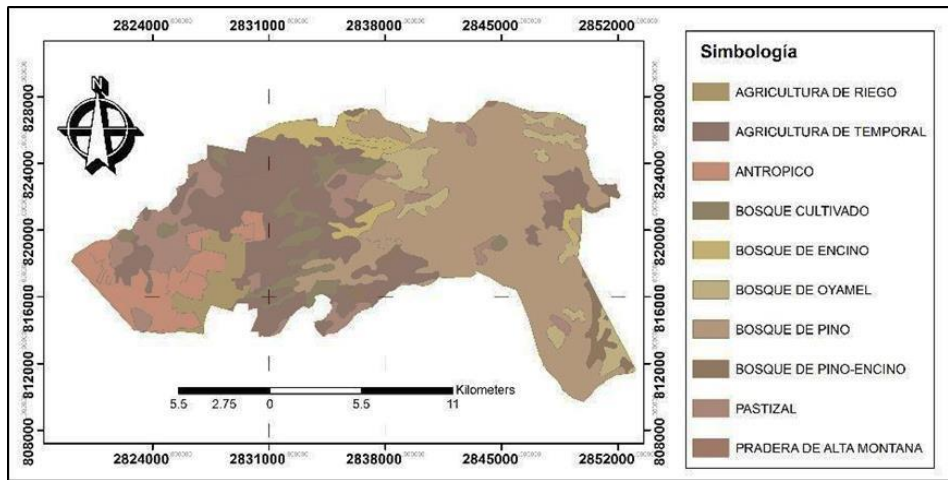 2824000 2831000 2838000 2845000 2852000
N
828000 828000
824000 824000
820000 820000
816000 816000
812000 812000
808000 808000
Kilometers
5.5 2.75 0 5.5 11
2824000 2831000 2838000 2845000 2852000
Simbología
AGRICULTURA DE RIEGO
AGRICULTURA DE TEMPORAL
ANTROPICO
BOSQUE CULTIVADO
BOSQUE DE ENCINO
BOSQUE DE OYAMEL
BOSQUE DE PINO
BOSQUE DE PINO-ENCINO
PASTIZAL
PRADERA DE ALTA MONTANA